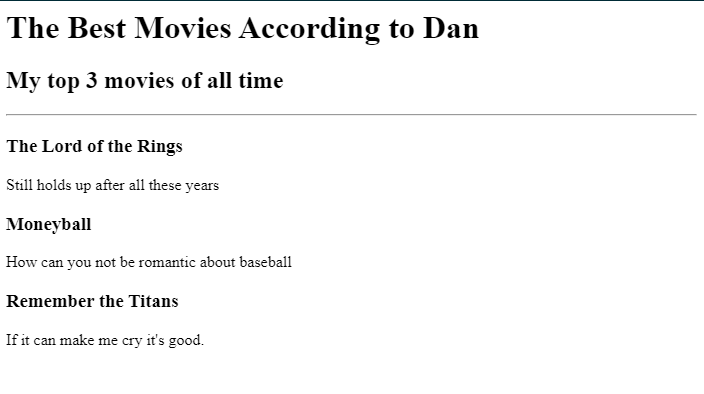 The Best Movies According to Dan
My top 3 movies of all time
The Lord of the Rings
Still holds up after all these years
Moneyball
How can you not be romantic about baseball
Remember the Titans
If it can make me cry it's good.